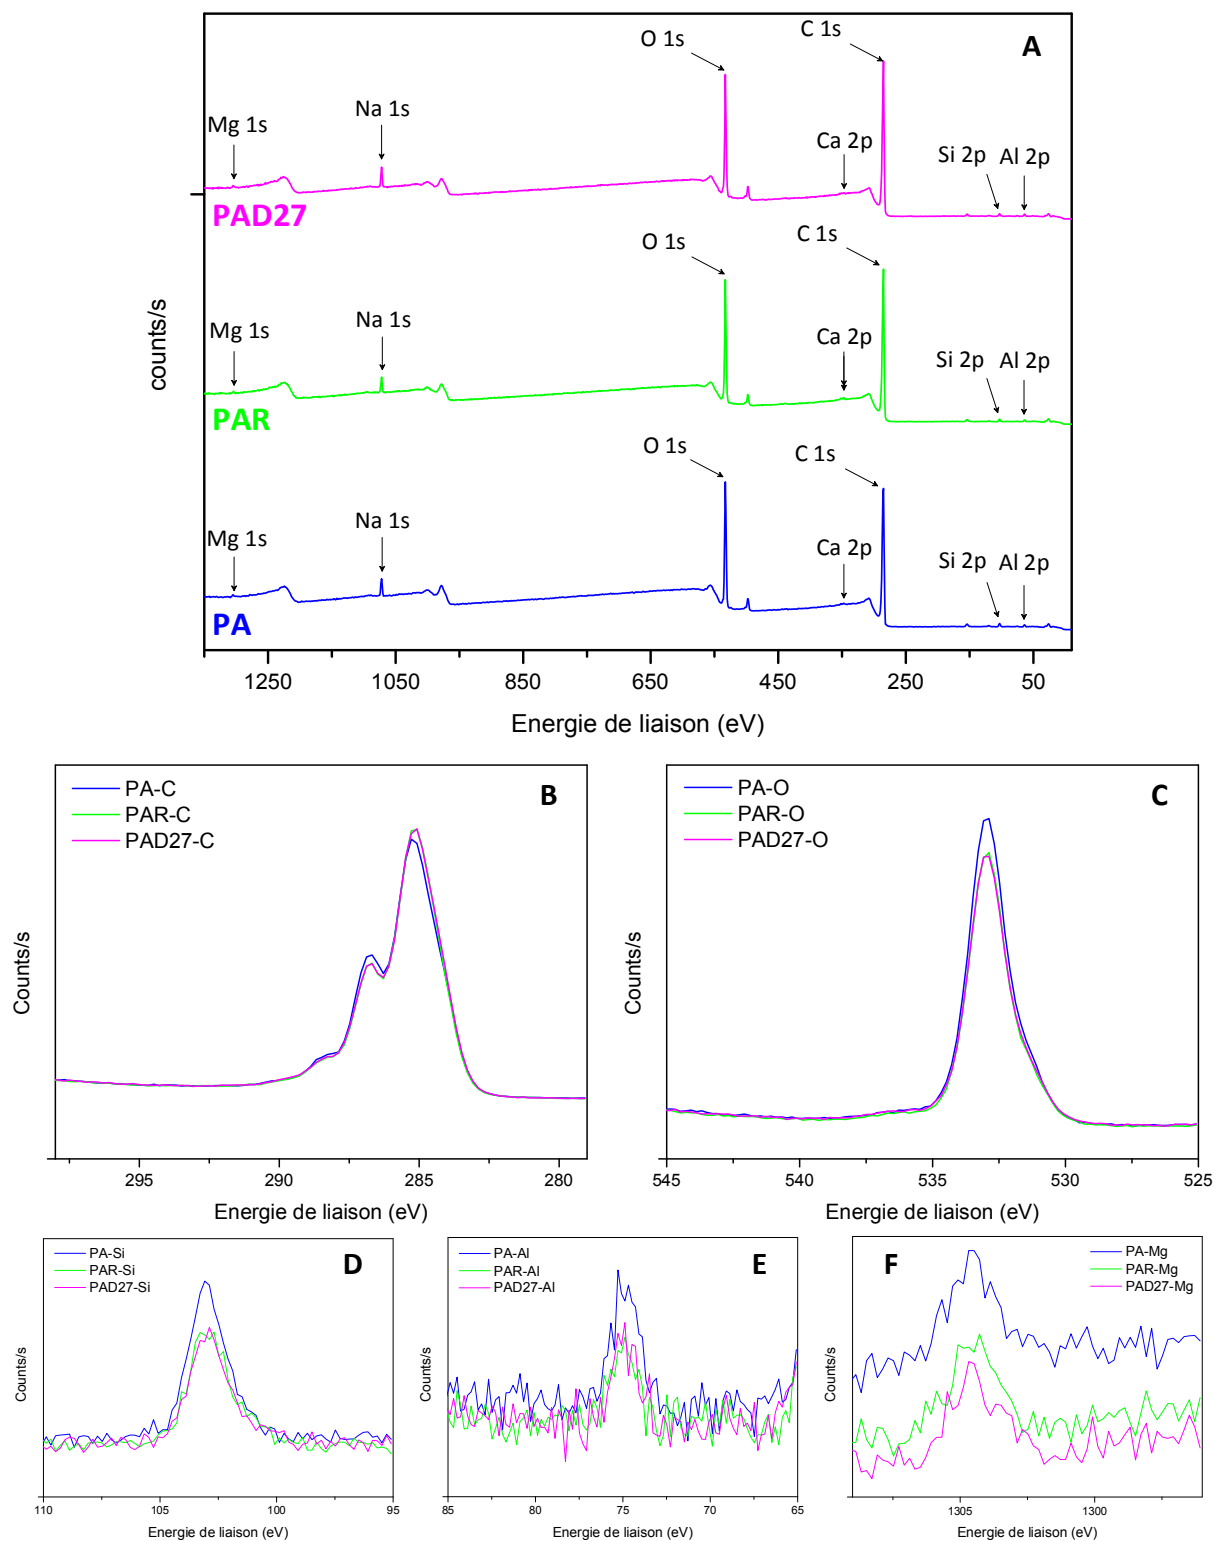 A
O 1s
C 1s
Mg 1s
Na 1s
Ca 2p
Si 2p
Al 2p
PAD27
O 1s
C 1s
Mg 1s
Na 1s
Ca 2p
Si 2p
Al 2p
PAR
O 1s
C 1s
Mg 1s
Na 1s
Ca 2p
Si 2p
Al 2p
PA
counts/s
1250 1050 850 650 450 250 50
Energie de liaison (eV)
PA-C
PAR-C
PAD27-C
B
Counts/s
295 290 285 280
Energie de liaison (eV)
PA-O
PAR-O
PAD27-O
C
Counts/s
545 540 535 530 525
Energie de liaison (eV)
PA-Si
PAR-Si
PAD27-Si
D
Counts/s
110 105 100 95
Energie de liaison (eV)
PA-Al
PAR-Al
PAD27-Al
E
Counts/s
85 80 75 70 65
Energie de liaison (eV)
F
PA-Mg
PAR-Mg
PAD27-Mg
Counts/s
1305 1300
Energie de liaison (eV)